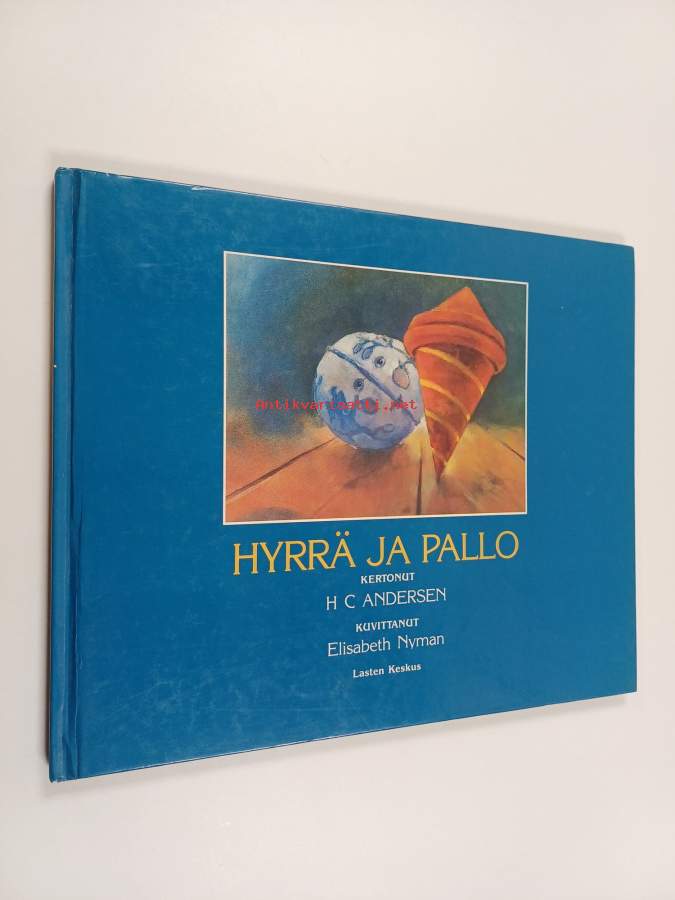 Antikvariaatti.net
HYRRÄ JA PALLO
KERTONUT
H C ANDERSEN
KUVITTANUT
Elisabeth Nyman
Lasten Keskus